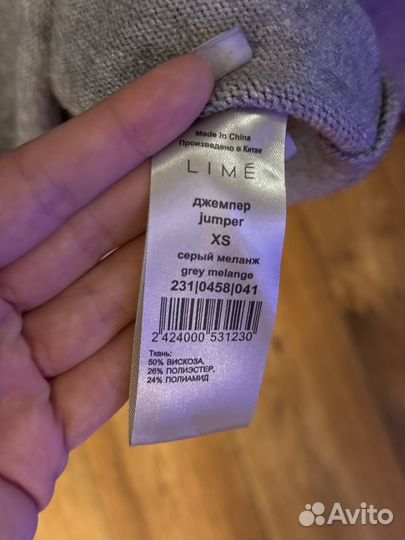 Made in China
Произведено в Китае
LIMÉ
джемпер
jumper
XS
серый меланж
grey melange
231|0458|041
2 424000 531230
Ткань:
50% ВИСКОЗА,
26% ПОЛИЭСТЕР,
24% ПОЛИАМИД
Avito